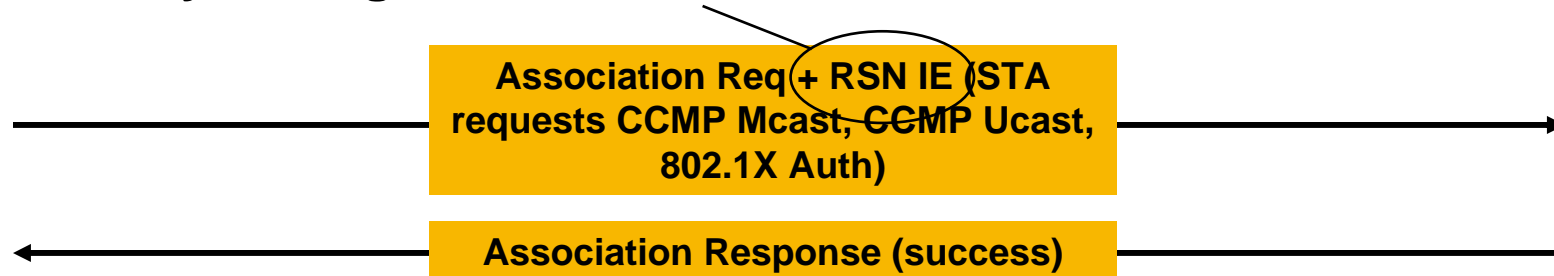 Association Req + RSN IE (STA
requests CCMP Mcast, CCMP Ucast,
802.1X Auth)
Association Response (success)